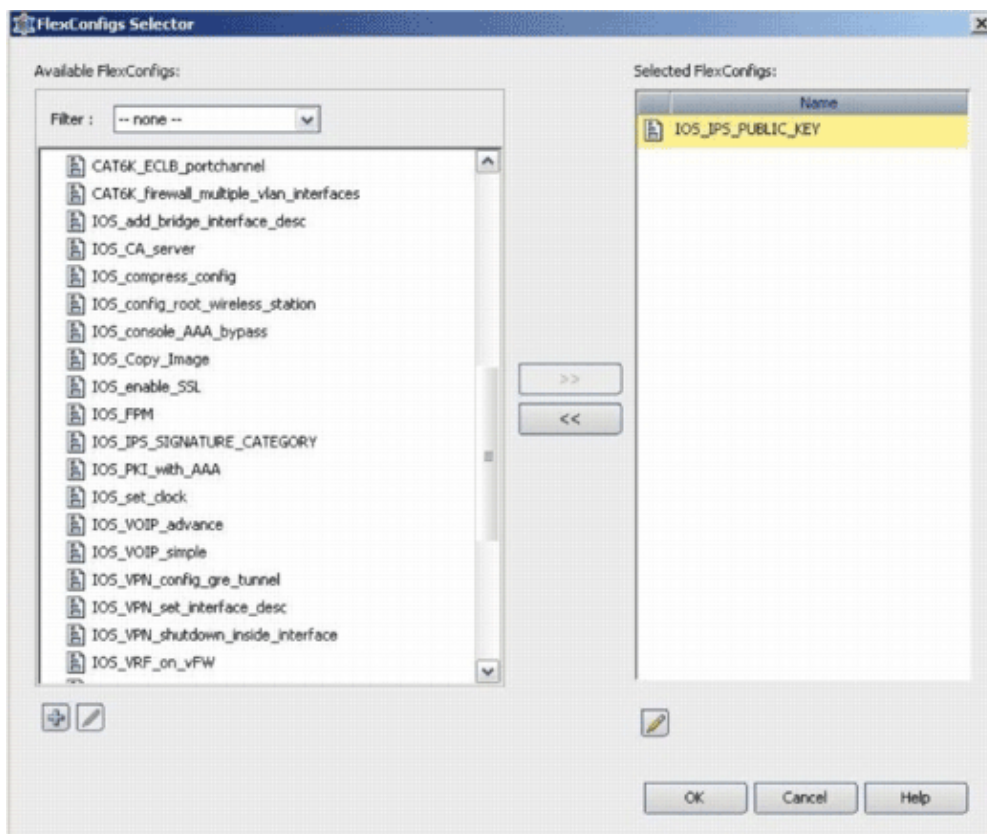 FlexConfigs Selector
Available FlexConfigs:
Filter : -- none --
CAT6K_ECLB_portchannel
CAT6K_firewall_multiple_vlan_interfaces
IOS_add_bridge_interface_desc
IOS_CA_server
IOS_compress_config
IOS_config_root_wireless_station
IOS_console_AAA_bypass
IOS_Copy_Image
IOS_enable_SSL
IOS_FPM
IOS_IPS_SIGNATURE_CATEGORY
IOS_PKI_with_AAA
IOS_set_clock
IOS_VOIP_advance
IOS_VOIP_simple
IOS_VPN_config_gre_tunnel
IOS_VPN_set_interface_desc
IOS_VPN_shutdown_inside_interface
IOS_VRF_on_vFW
>>
<<
Selected FlexConfigs:
Name
IOS_IPS_PUBLIC_KEY
OK Cancel Help